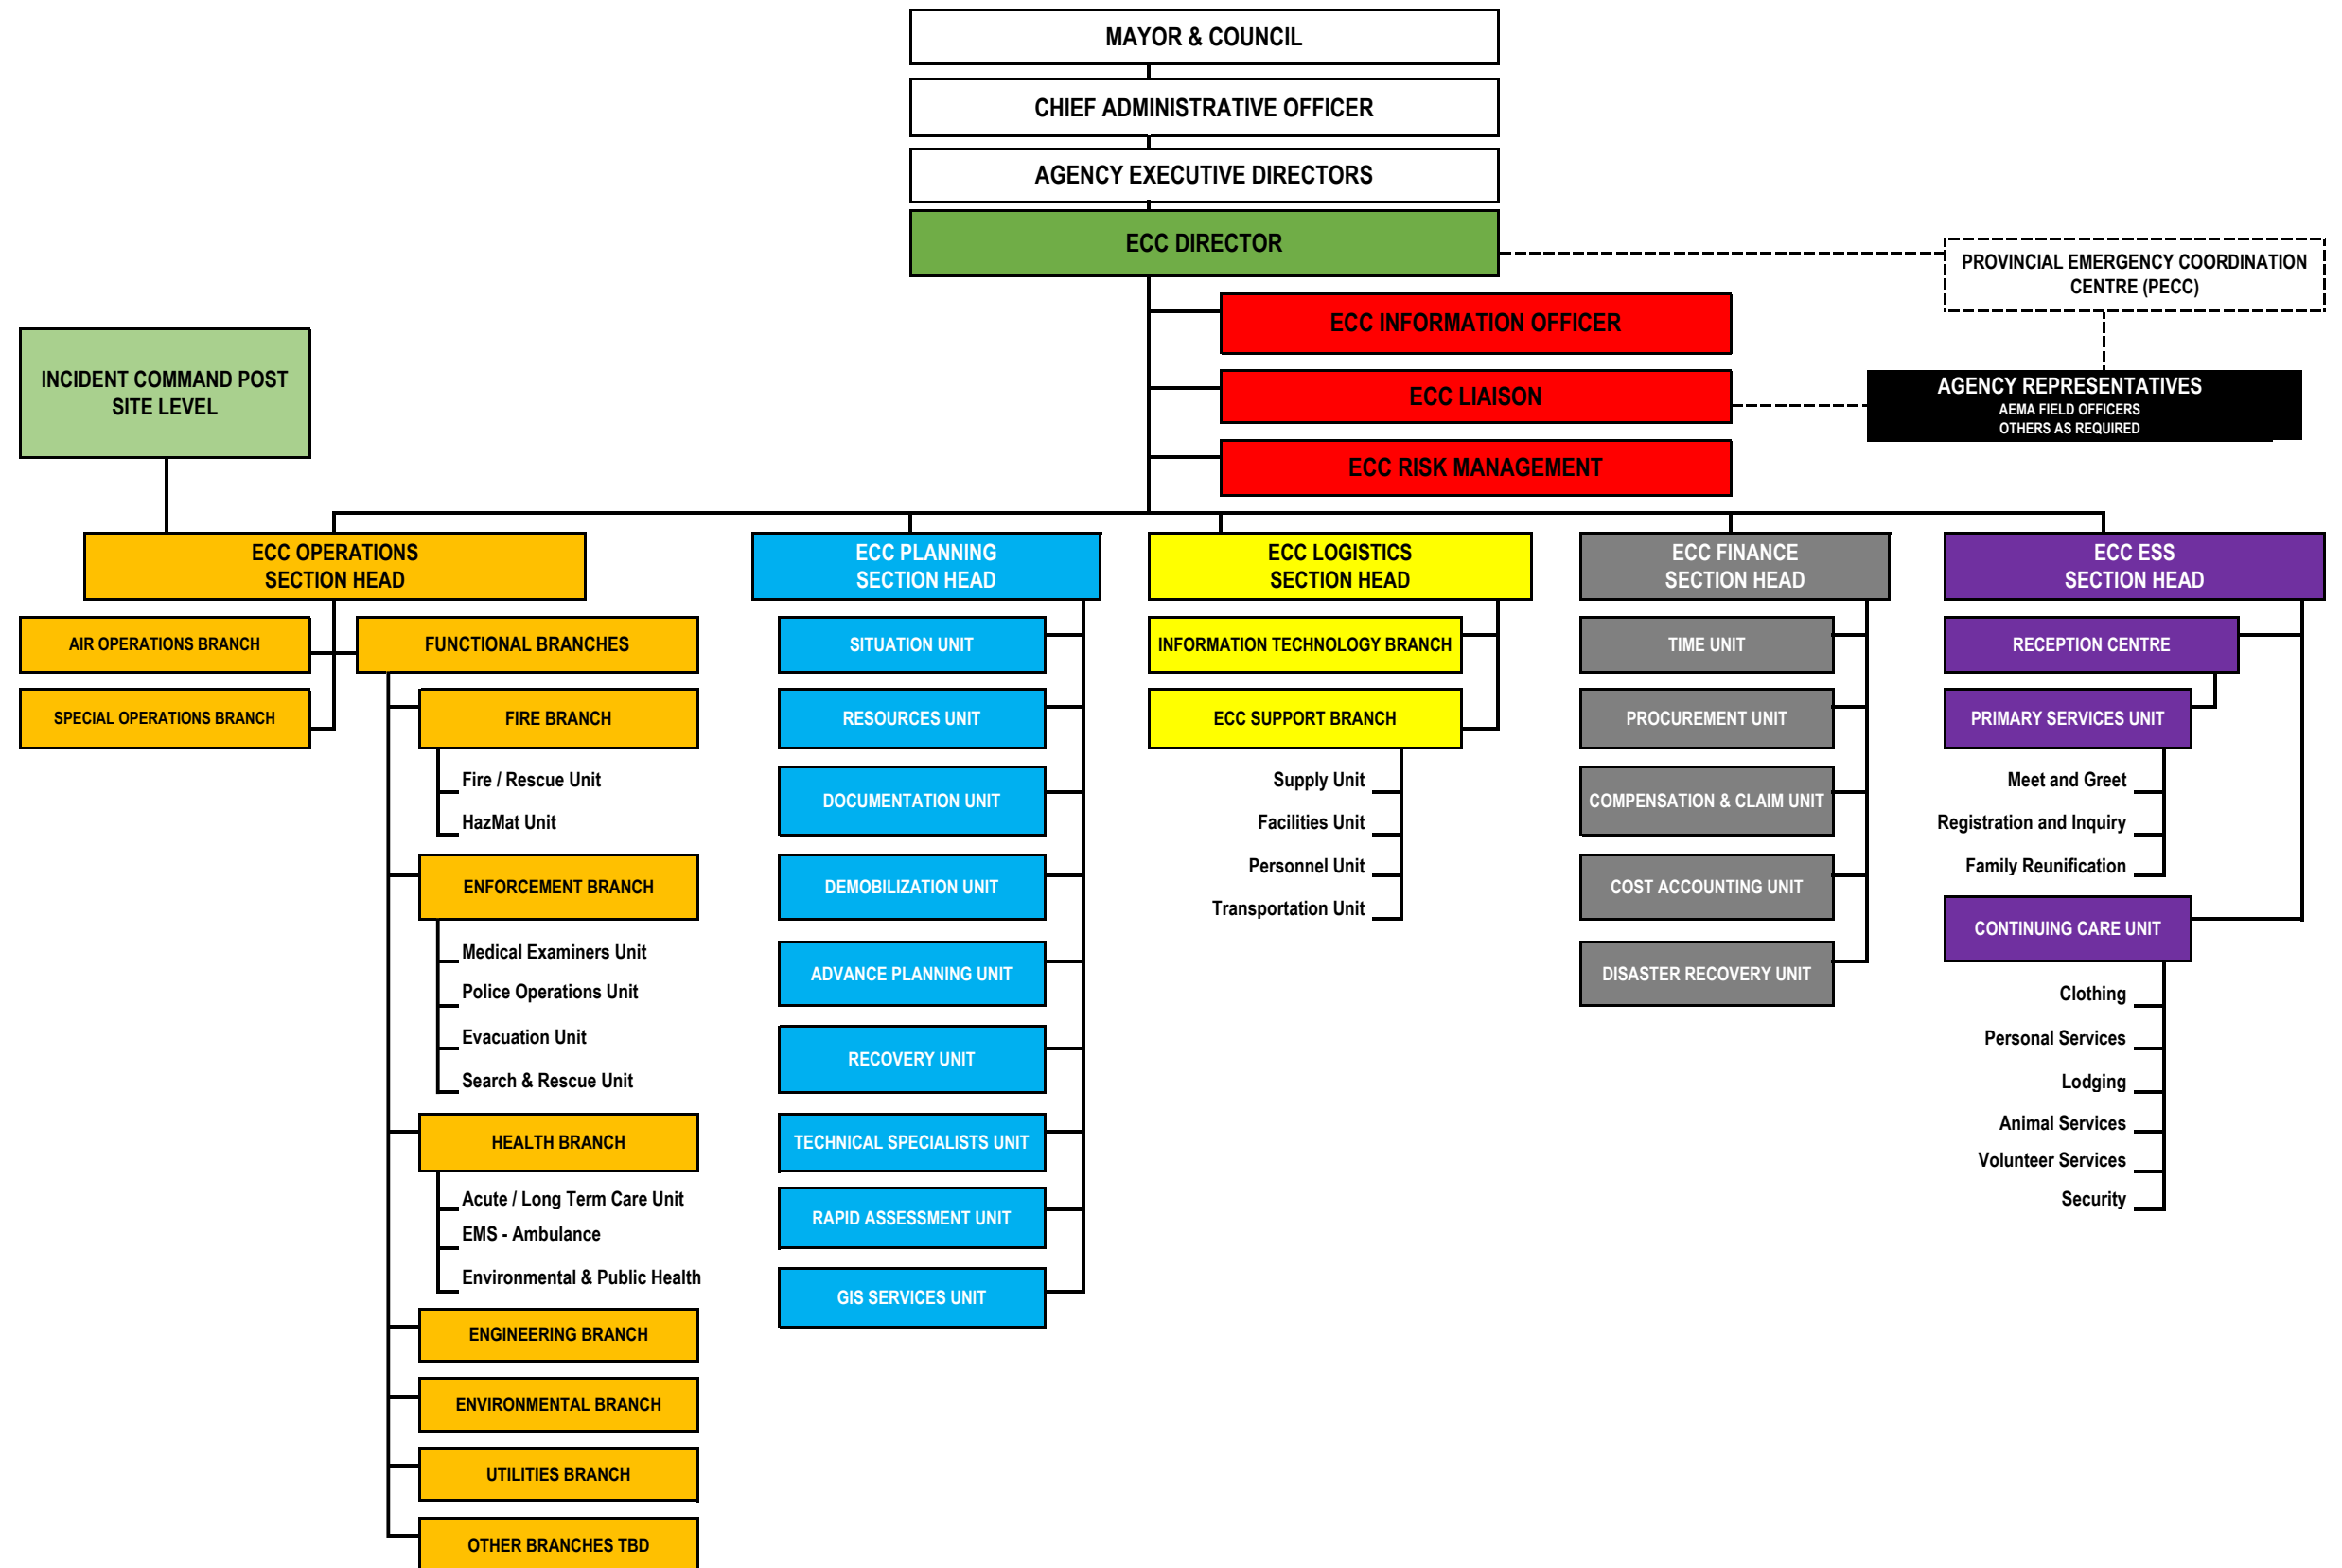 MAYOR & COUNCIL
CHIEF ADMINISTRATIVE OFFICER
AGENCY EXECUTIVE DIRECTORS
ECC DIRECTOR
PROVINCIAL EMERGENCY COORDINATION
CENTRE (PECC)
ECC INFORMATION OFFICER
INCIDENT COMMAND POST
SITE LEVEL
ECC LIAISON
AGENCY REPRESENTATIVES
AEMA FIELD OFFICERS
OTHERS AS REQUIRED
ECC RISK MANAGEMENT
ECC OPERATIONS
SECTION HEAD
AIR OPERATIONS BRANCH
SPECIAL OPERATIONS BRANCH
FUNCTIONAL BRANCHES
FIRE BRANCH
Fire / Rescue Unit
HazMat Unit
ENFORCEMENT BRANCH
Medical Examiners Unit
Police Operations Unit
Evacuation Unit
Search & Rescue Unit
HEALTH BRANCH
Acute / Long Term Care Unit
EMS - Ambulance
Environmental & Public Health
ENGINEERING BRANCH
ENVIRONMENTAL BRANCH
UTILITIES BRANCH
OTHER BRANCHES TBD
ECC PLANNING
SECTION HEAD
SITUATION UNIT
RESOURCES UNIT
DOCUMENTATION UNIT
DEMOBILIZATION UNIT
ADVANCE PLANNING UNIT
RECOVERY UNIT
TECHNICAL SPECIALISTS UNIT
RAPID ASSESSMENT UNIT
GIS SERVICES UNIT
ECC LOGISTICS
SECTION HEAD
INFORMATION TECHNOLOGY BRANCH
ECC SUPPORT BRANCH
Supply Unit
Facilities Unit
Personnel Unit
Transportation Unit
ECC FINANCE
SECTION HEAD
TIME UNIT
PROCUREMENT UNIT
COMPENSATION & CLAIM UNIT
COST ACCOUNTING UNIT
DISASTER RECOVERY UNIT
ECC ESS
SECTION HEAD
RECEPTION CENTRE
PRIMARY SERVICES UNIT
Meet and Greet
Registration and Inquiry
Family Reunification
CONTINUING CARE UNIT
Clothing
Personal Services
Lodging
Animal Services
Volunteer Services
Security